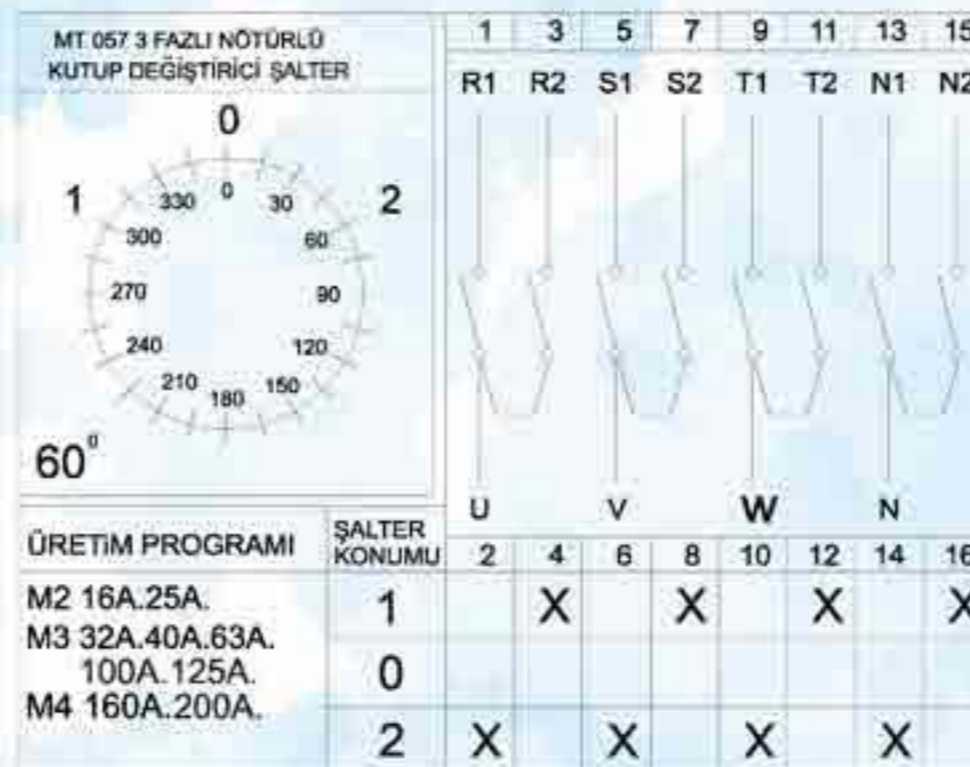 MT 057 3 FAZLI NÖTÜRLÜ
KUTUP DEĞİŞTİRİCİ ŞALTER
0
1
2
0
30
60
90
120
150
180
210
240
270
300
330
60°
1 3 5 7 9 11 13 15
R1 R2 S1 S2 T1 T2 N1 N2
U V W N
2 4 6 8 10 12 14 16
ÜRETİM PROGRAMI
ŞALTER
KONUMU
M2 16A.25A.
M3 32A.40A.63A.
100A.125A.
M4 160A.200A.
1 X X X X
0
2 X X X X